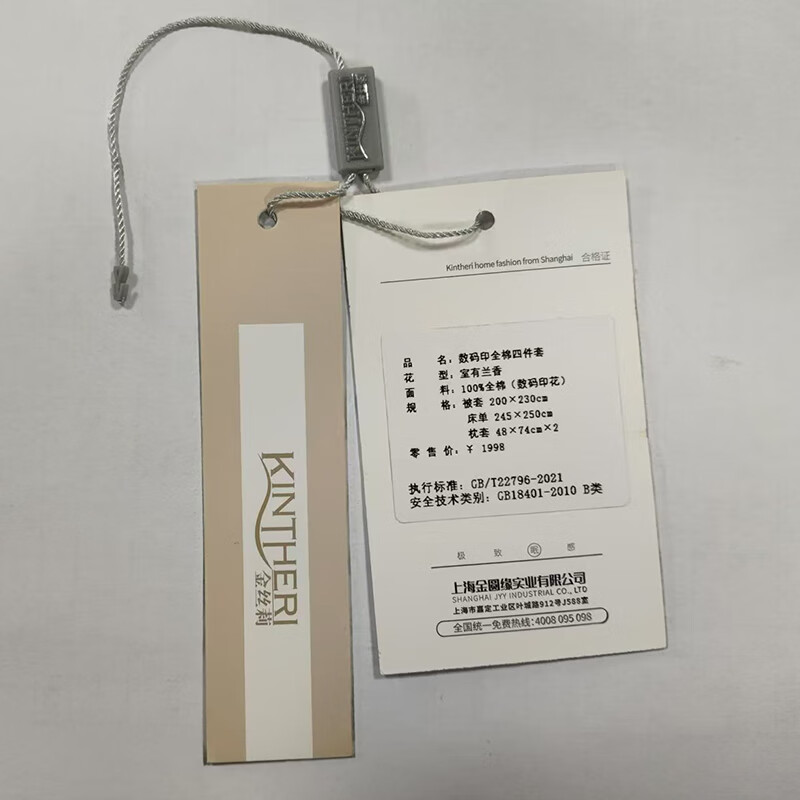 KINTHERI
金丝莉
KINTHERI
金丝莉
Kintheri home fashion from Shanghai 合格证
品 名：数码印全棉四件套
花 型：室有兰香
面 料：100%全棉（数码印花）
规 格：被套 200×230cm
床单 245×250cm
枕套 48×74cm×2
零 售 价：￥ 1998
执行标准：GB/T22796-2021
安全技术类别：GB18401-2010 B类
极 致 眠 感
上海金圆缘实业有限公司
SHANGHAI JYY INDUSTRIAL CO., LTD
上海市嘉定工业区叶城路912号J588室
全国统一免费热线：4008 095 098